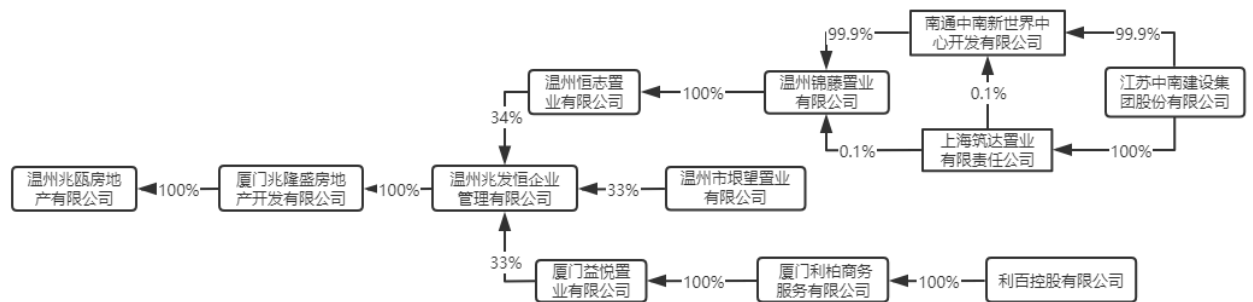 南通中南新世界中
心开发有限公司
99.9%
99.9%
温州恒志置
业有限公司
100%
温州锦藤置业
有限公司
江苏中南建设集
团股份有限公司
0.1%
34%
0.1%
上海筑达置业
有限责任公司
100%
温州兆瓯房地
产有限公司
100%
厦门兆隆盛房地
产开发有限公司
100%
温州兆发恒企业
管理有限公司
33%
温州市垠望置业
有限公司
33%
厦门益悦置
业有限公司
100%
厦门利柏商务
服务有限公司
100%
利百控股有限公司